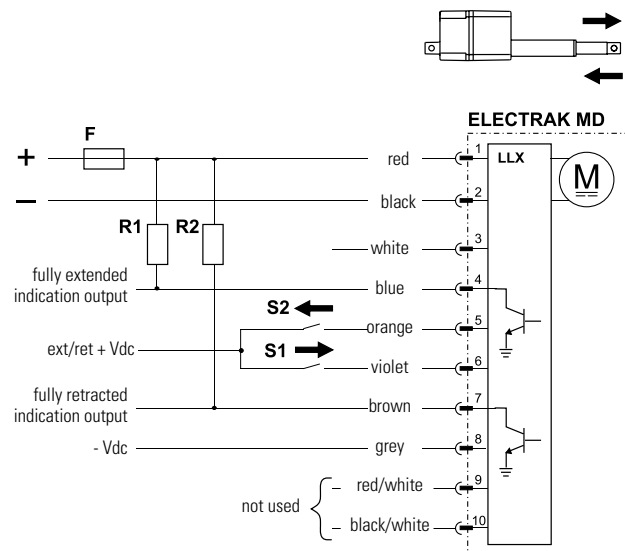 ELECTRAK MD
F
+
red
1
LLX
M
–
black
2
R1
R2
white
3
fully extended
indication output
blue
4
S2
orange
5
ext/ret + Vdc
S1
violet
6
fully retracted
indication output
brown
7
- Vdc
grey
8
not used
red/white
9
black/white
10